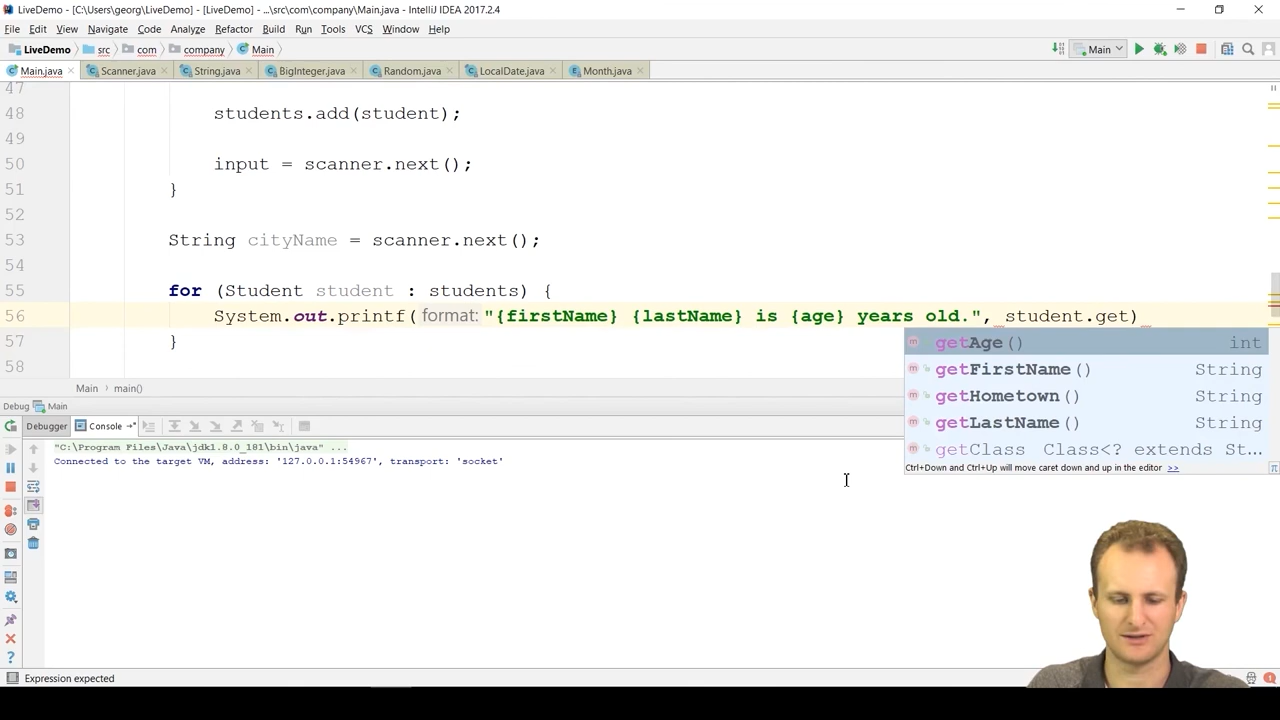 LiveDemo - [C:\Users\georg\LiveDemo] - [LiveDemo] - ...\src\com\company\Main.java - IntelliJ IDEA 2017.2.4
File Edit View Navigate Code Analyze Refactor Build Run Tools VCS Window Help
LiveDemo src com company Main Main
Main.java Scanner.java String.java BigInteger.java Random.java LocalDate.java Month.java
47
48 students.add(student);
49
50 input = scanner.next();
51 }
52
53 String cityName = scanner.next();
54
55 for (Student student : students) {
56 System.out.printf( format: "{firstName} {lastName} is {age} years old.", student.get)
57 }
58
getAge() int
getFirstName() String
getHometown() String
getLastName() String
getClass Class<? extends St...
Ctrl+Down and Ctrl+Up will move caret down and up in the editor >>
Main main()
Debug Main
Debugger Console
"C:\Program Files\Java\jdk1.8.0_181\bin\java" ...
Connected to the target VM, address: '127.0.0.1:54967', transport: 'socket'
Expression expected